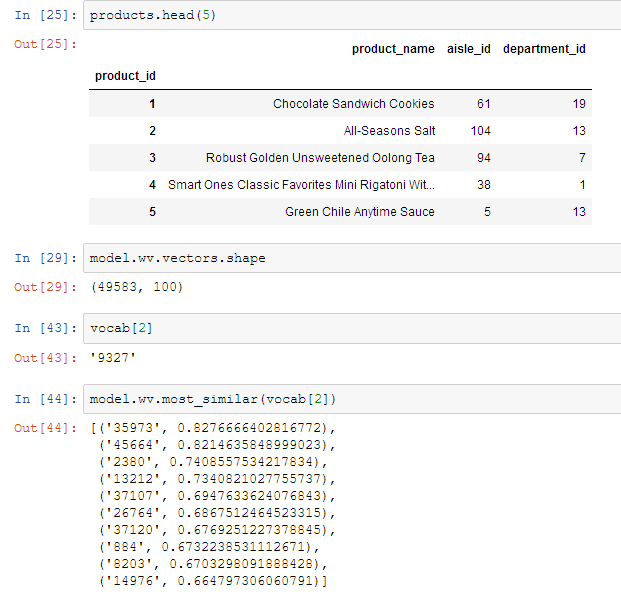 In [25]: products.head(5)
Out[25]:
product_name aisle_id department_id
product_id
1 Chocolate Sandwich Cookies 61 19
2 All-Seasons Salt 104 13
3 Robust Golden Unsweetened Oolong Tea 94 7
4 Smart Ones Classic Favorites Mini Rigatoni Wit... 38 1
5 Green Chile Anytime Sauce 5 13
In [29]: model.wv.vectors.shape
Out[29]: (49583, 100)
In [43]: vocab[2]
Out[43]: '9327'
In [44]: model.wv.most_similar(vocab[2])
Out[44]: [('35973', 0.8276666402816772),
('45664', 0.8214635848999023),
('2380', 0.7408557534217834),
('13212', 0.7340821027755737),
('37107', 0.6947633624076843),
('26764', 0.6867512464523315),
('37120', 0.6769251227378845),
('884', 0.6732238531112671),
('8203', 0.6703298091888428),
('14976', 0.664797306060791)]